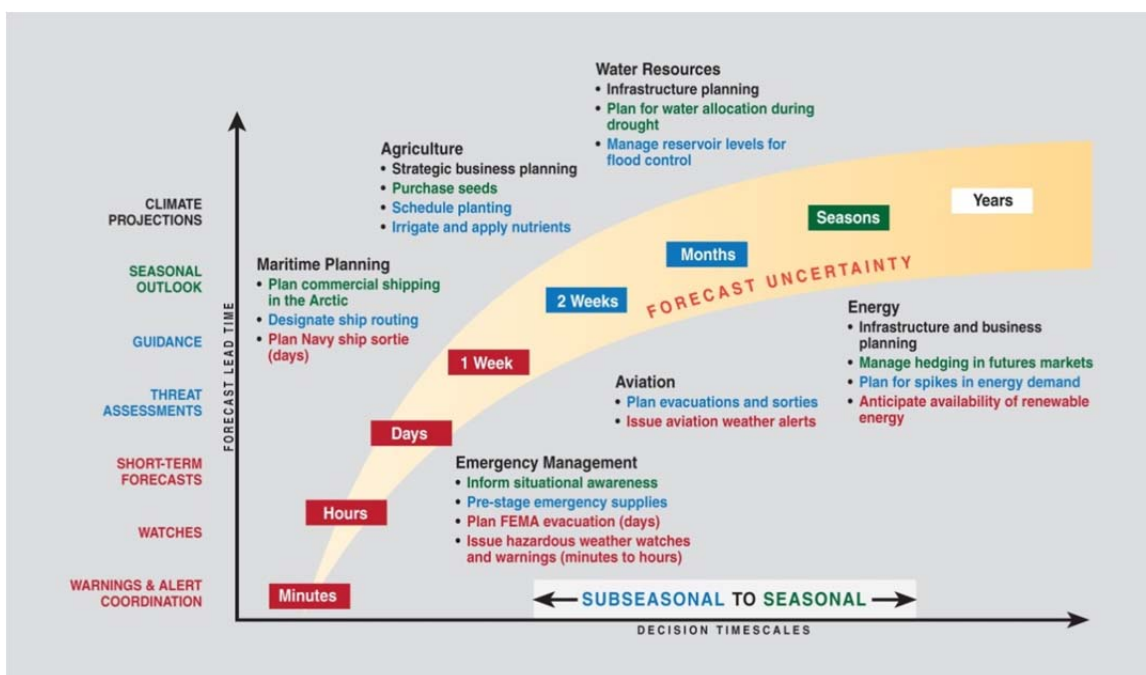 Water Resources
• Infrastructure planning
• Plan for water allocation during
drought
• Manage reservoir levels for
flood control
Agriculture
• Strategic business planning
• Purchase seeds
• Schedule planting
• Irrigate and apply nutrients
Maritime Planning
• Plan commercial shipping
in the Arctic
• Designate ship routing
• Plan Navy ship sortie
(days)
CLIMATE
PROJECTIONS
SEASONAL
OUTLOOK
GUIDANCE
THREAT
ASSESSMENTS
SHORT-TERM
FORECASTS
WATCHES
WARNINGS & ALERT
COORDINATION
FORECAST LEAD TIME
Years
Seasons
Months
2 Weeks
1 Week
Days
Hours
Minutes
FORECAST UNCERTAINTY
Energy
• Infrastructure and business
planning
• Manage hedging in futures markets
• Plan for spikes in energy demand
• Anticipate availability of renewable
energy
Aviation
• Plan evacuations and sorties
• Issue aviation weather alerts
Emergency Management
• Inform situational awareness
• Pre-stage emergency supplies
• Plan FEMA evacuation (days)
• Issue hazardous weather watches
and warnings (minutes to hours)
SUBSEASONAL TO SEASONAL
DECISION TIMESCALES